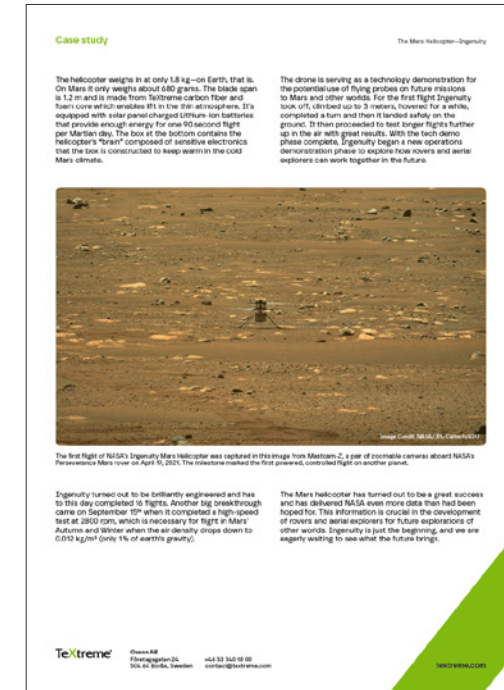 Case study
The Mars Helicopter—Ingenuity
The helicopter weighs in at only 1.8 kg—on Earth, that is.
On Mars it only weighs about 680 grams. The blade span
is 1.2 m and is made from TeXtreme carbon fiber and
foam core which enables lift in the thin atmosphere. It's
equipped with solar panel charged Lithium-ion batteries
that provide enough energy for one 90 second flight
per Martian day. The box at the bottom contains the
helicopter's "brain" composed of sensitive electronics
that the box is constructed to keep warm in the cold
Mars climate.
The drone is serving as a technology demonstration for
the potential use of flying probes on future missions
to Mars and other worlds. For the first flight Ingenuity
took off, climbed up to 3 meters, hovered for a while,
completed a turn and then it landed safely on the
ground. It then proceeded to test longer flights further
up in the air with great results. With the tech demo
phase complete, Ingenuity began a new operations
demonstration phase to explore how rovers and aerial
explorers can work together in the future.
Image Credit: NASA/JPL-Caltech/ASU
The first flight of NASA's Ingenuity Mars Helicopter was captured in this image from Mastcam-Z, a pair of zoomable cameras aboard NASA's
Perseverance Mars rover on April 19, 2021. The milestone marked the first powered, controlled flight on another planet.
Ingenuity turned out to be brilliantly engineered and has
to this day completed 16 flights. Another big breakthrough
came on September 15th when it completed a high-speed
test at 2800 rpm, which is necessary for flight in Mars'
Autumn and Winter when the air density drops down to
0.012 kg/m³ (only 1% of earth's gravity).
The Mars helicopter has turned out to be a great success
and has delivered NASA even more data than had been
hoped for. This information is crucial in the development
of rovers and aerial explorers for future explorations of
other worlds. Ingenuity is just the beginning, and we are
eagerly waiting to see what the future brings.
TeXtreme®
Oxeon AB
Företagsgatan 24
504 64 Borås, Sweden
+46 33 340 18 00
contact@textreme.com
textreme.com